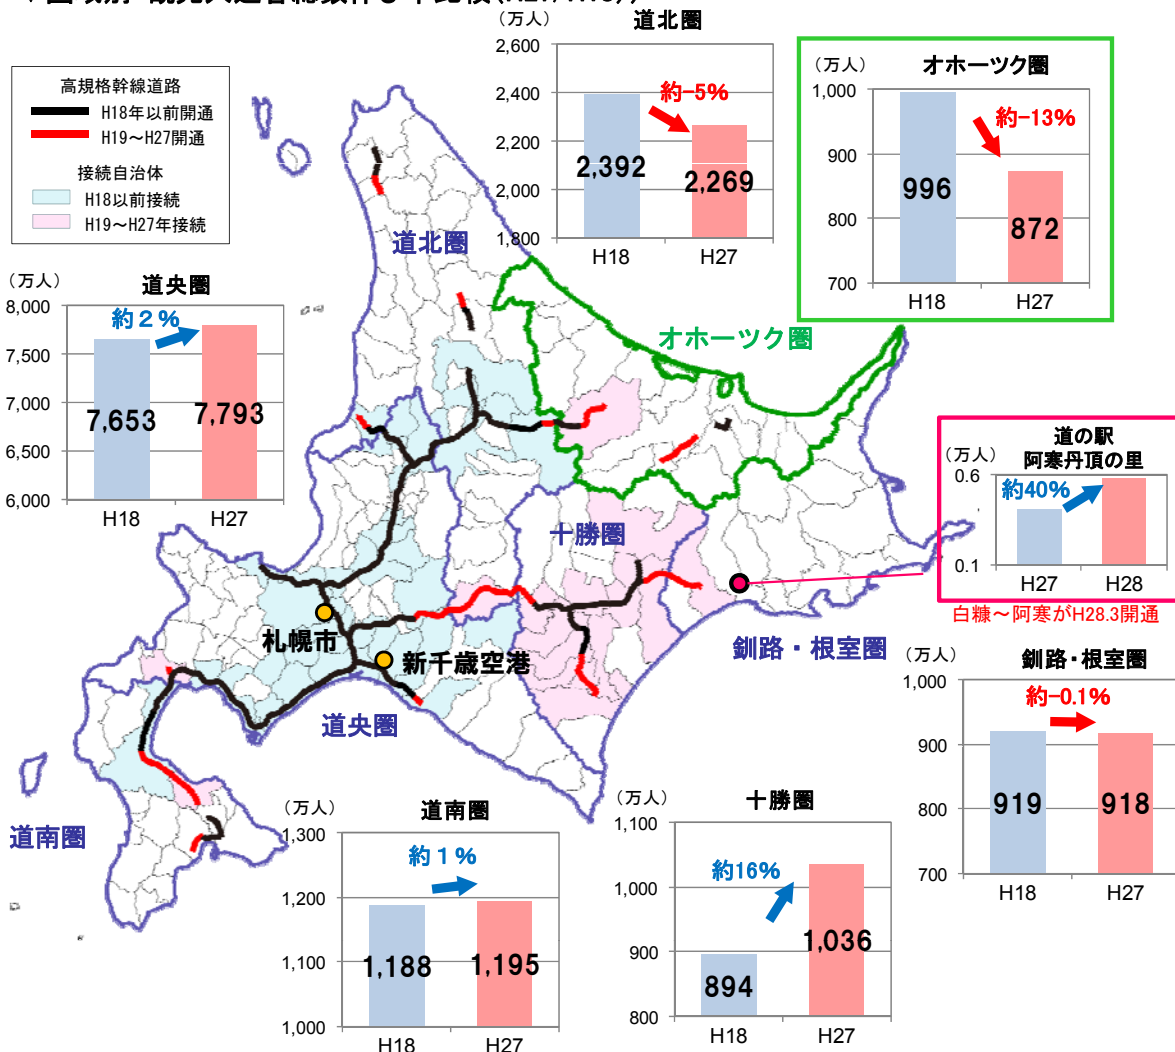 (万人)
道北圏
2,600
2,400
2,200
2,000
1,800
約-5%
2,392
2,269
H18
H27
(万人)
オホーツク圏
1,000
900
800
700
約-13%
996
872
H18
H27
高規格幹線道路
H18年以前開通
H19～H27開通
接続自治体
H18以前接続
H19～H27年接続
(万人)
道央圏
8,000
7,500
7,000
6,500
6,000
約２％
7,653
7,793
H18
H27
道北圏
オホーツク圏
十勝圏
札幌市
新千歳空港
道央圏
釧路・根室圏
道南圏
道の駅
阿寒丹頂の里
(万人)
0.6
0.1
約40%
H27
H28
白糠～阿寒がH28.3開通
(万人)
釧路・根室圏
1,000
900
800
700
約-0.1%
919
918
H18
H27
(万人)
道南圏
1,300
1,200
1,100
1,000
約１%
1,188
1,195
H18
H27
(万人)
十勝圏
1,100
1,000
900
800
約16%
894
1,036
H18
H27